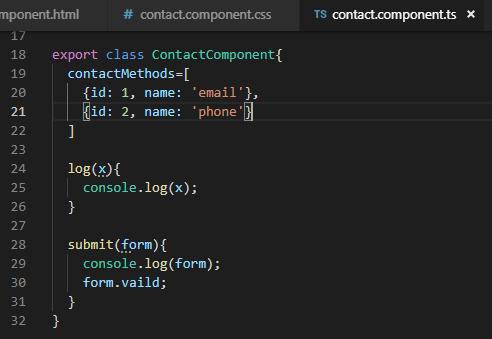 mponent.html # contact.component.css TS contact.component.ts ×
17
18 export class ContactComponent{
19 contactMethods=[
20 {id: 1, name: 'email'},
21 {id: 2, name: 'phone'}
22 ]
23
24 log(x){
25 console.log(x);
26 }
27
28 submit(form){
29 console.log(form);
30 form.vaild;
31 }
32 }